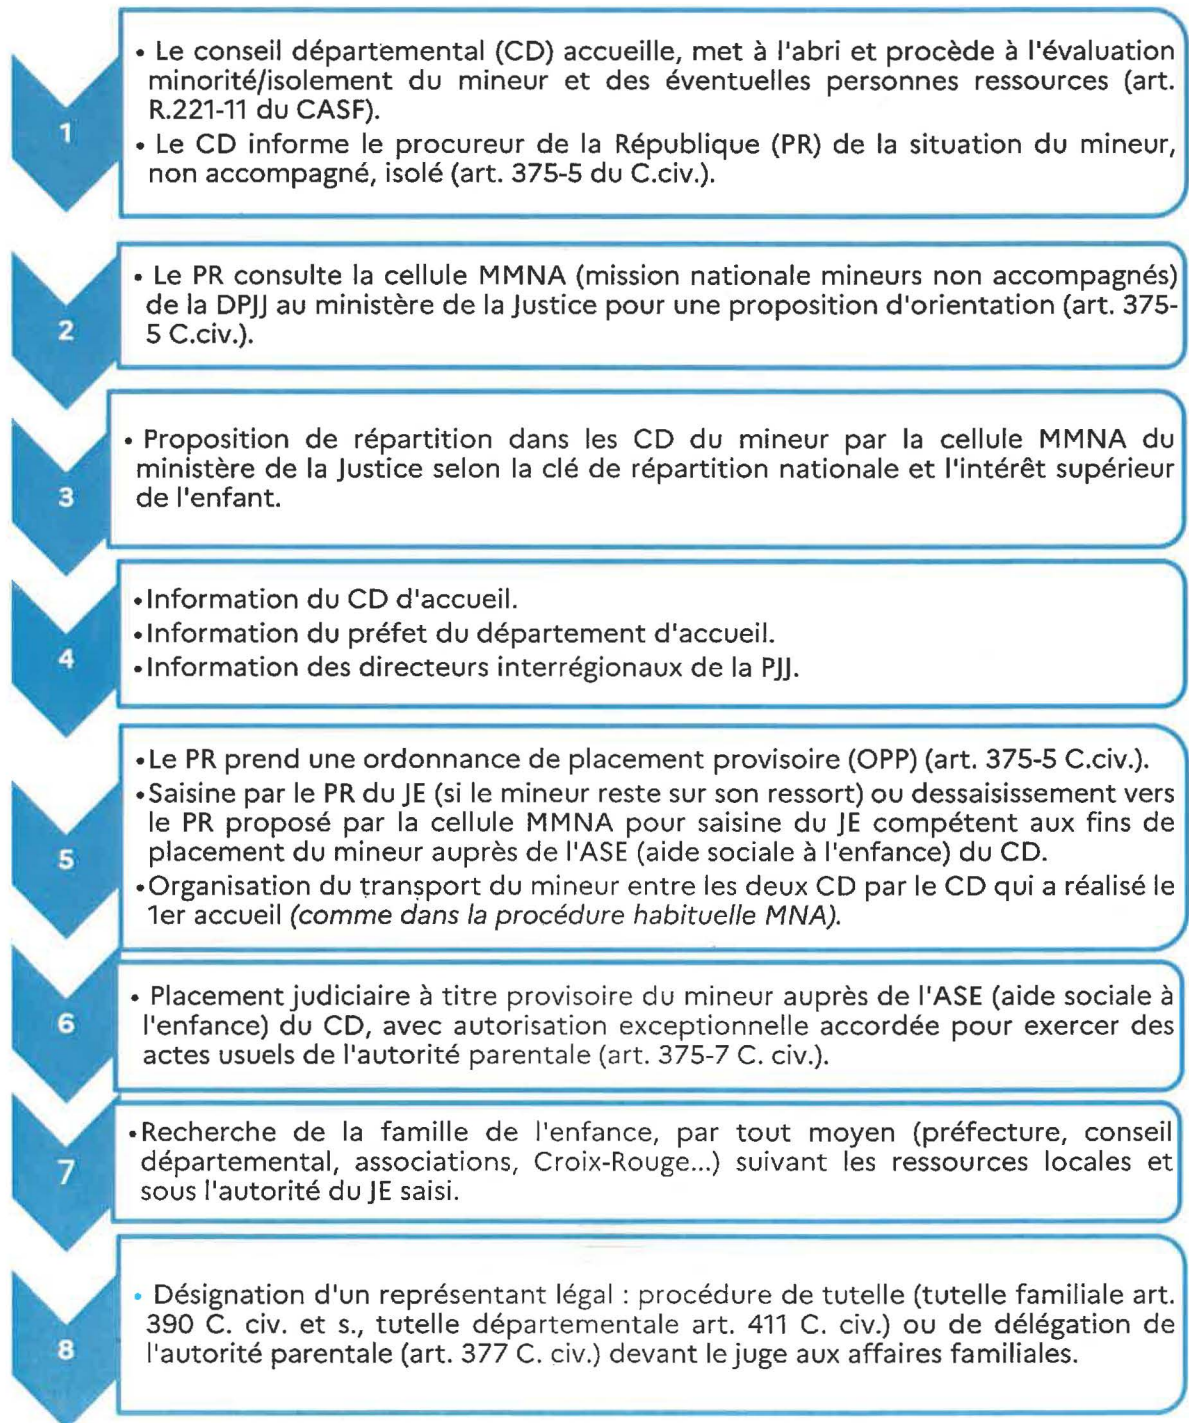 1
• Le conseil départemental (CD) accueille, met à l'abri et procède à l'évaluation
minorité/isolement du mineur et des éventuelles personnes ressources (art.
R.221-11 du CASF).
• Le CD informe le procureur de la République (PR) de la situation du mineur,
non accompagné, isolé (art. 375-5 du C.civ.).
2
• Le PR consulte la cellule MMNA (mission nationale mineurs non accompagnés)
de la DPJJ au ministère de la Justice pour une proposition d'orientation (art. 375-
5 C.civ.).
3
• Proposition de répartition dans les CD du mineur par la cellule MMNA du
ministère de la Justice selon la clé de répartition nationale et l'intérêt supérieur
de l'enfant.
4
•Information du CD d'accueil.
•Information du préfet du département d'accueil.
•Information des directeurs interrégionaux de la PJJ.
5
•Le PR prend une ordonnance de placement provisoire (OPP) (art. 375-5 C.civ.).
•Saisine par le PR du JE (si le mineur reste sur son ressort) ou dessaisissement vers
le PR proposé par la cellule MMNA pour saisine du JE compétent aux fins de
placement du mineur auprès de l'ASE (aide sociale à l'enfance) du CD.
•Organisation du transport du mineur entre les deux CD par le CD qui a réalisé le
1er accueil (comme dans la procédure habituelle MNA).
6
• Placement judiciaire à titre provisoire du mineur auprès de l'ASE (aide sociale à
l'enfance) du CD, avec autorisation exceptionnelle accordée pour exercer des
actes usuels de l'autorité parentale (art. 375-7 C. civ.).
7
•Recherche de la famille de l'enfance, par tout moyen (préfecture, conseil
départemental, associations, Croix-Rouge...) suivant les ressources locales et
sous l'autorité du JE saisi.
8
• Désignation d'un représentant légal : procédure de tutelle (tutelle familiale art.
390 C. civ. et s., tutelle départementale art. 411 C. civ.) ou de délégation de
l'autorité parentale (art. 377 C. civ.) devant le juge aux affaires familiales.